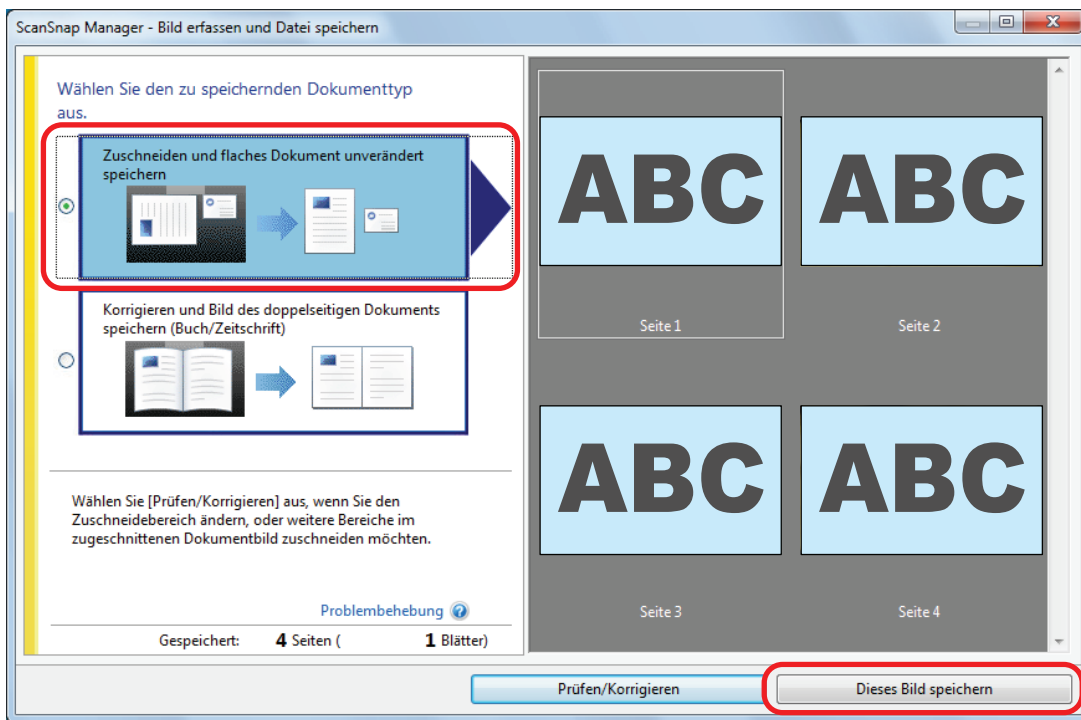 ScanSnap Manager - Bild erfassen und Datei speichern
Wählen Sie den zu speichernden Dokumenttyp
aus.
Zuschneiden und flaches Dokument unverändert
speichern
Korrigieren und Bild des doppelseitigen Dokuments
speichern (Buch/Zeitschrift)
Wählen Sie [Prüfen/Korrigieren] aus, wenn Sie den
Zuschneidebereich ändern, oder weitere Bereiche im
zugeschnittenen Dokumentbild zuschneiden möchten.
Problembehebung
Gespeichert: 4 Seiten ( 1 Blätter)
ABC
Seite 1
ABC
Seite 2
ABC
Seite 3
ABC
Seite 4
Prüfen/Korrigieren
Dieses Bild speichern